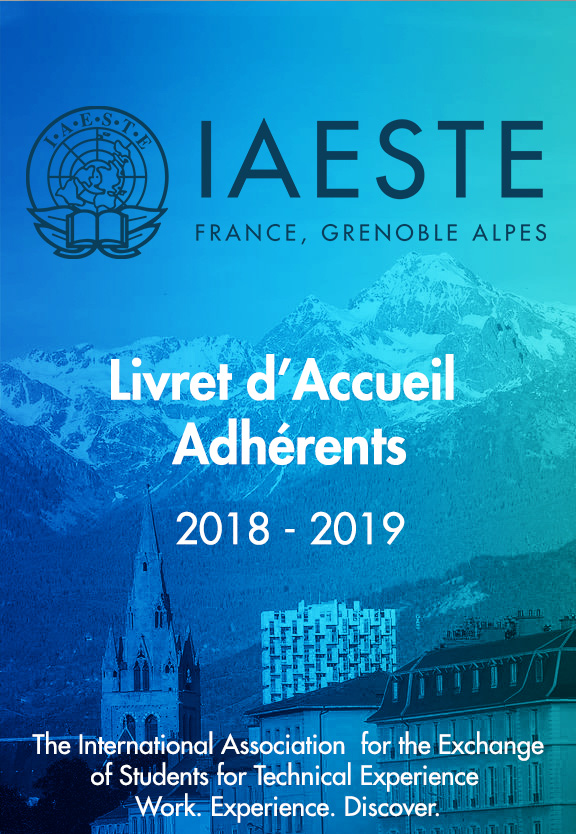 I·A·E·S·T·E
IAESTE
FRANCE, GRENOBLE ALPES
Livret d'Accueil
Adhérents
2018 - 2019
The International Association  for the Exchange
of Students for Technical Experience
Work. Experience. Discover.